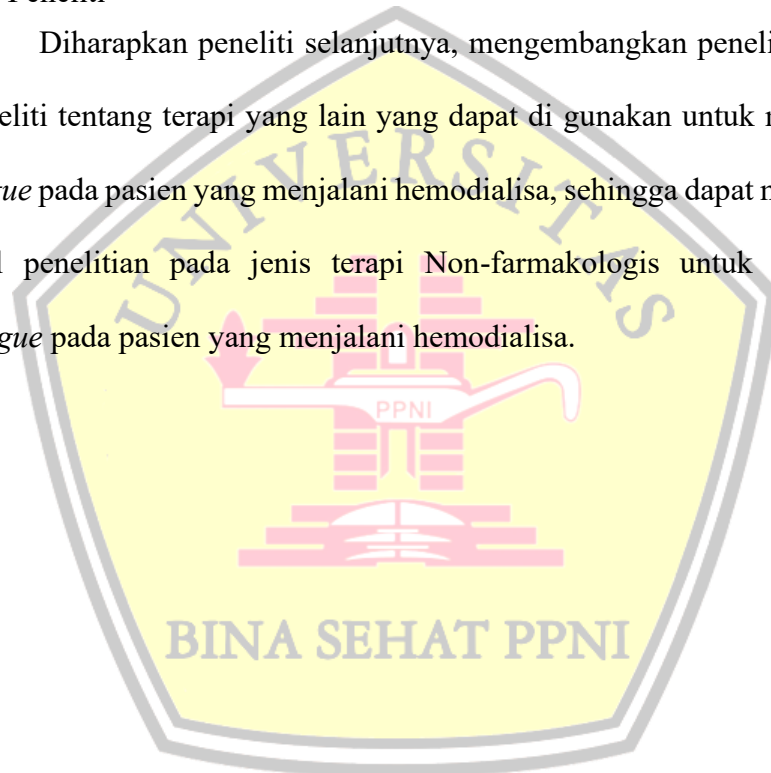 Peneliti
Diharapkan peneliti selanjutnya, mengembangkan peneli
eliti tentang terapi yang lain yang dapat di gunakan untuk
gue pada pasien yang menjalani hemodialisa, sehingga dapat
penelitian pada jenis terapi Non-farmakologis untuk
gue pada pasien yang menjalani hemodialisa.
UNIVERSITAS
PPNI
BINA SEHAT PPNI